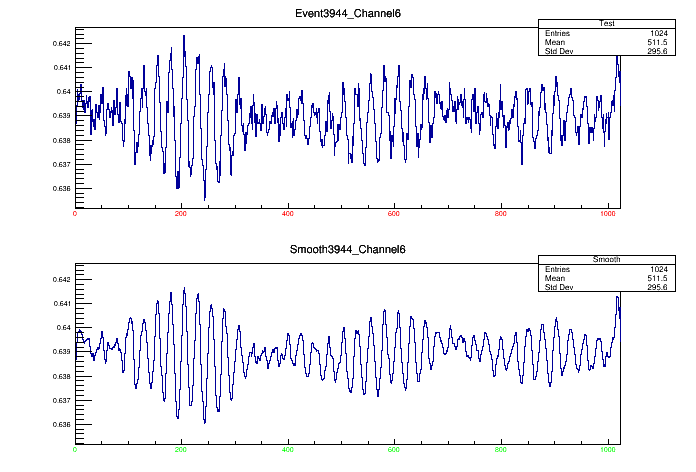 Event3944_Channel6
Test
Entries 1024
Mean 511.5
Std Dev 295.6
0.642
0.641
0.64
0.639
0.638
0.637
0.636
0 200 400 600 800 1000
Smooth3944_Channel6
Smooth
Entries 1024
Mean 511.5
Std Dev 295.6
0.642
0.641
0.64
0.639
0.638
0.637
0.636
0 200 400 600 800 1000